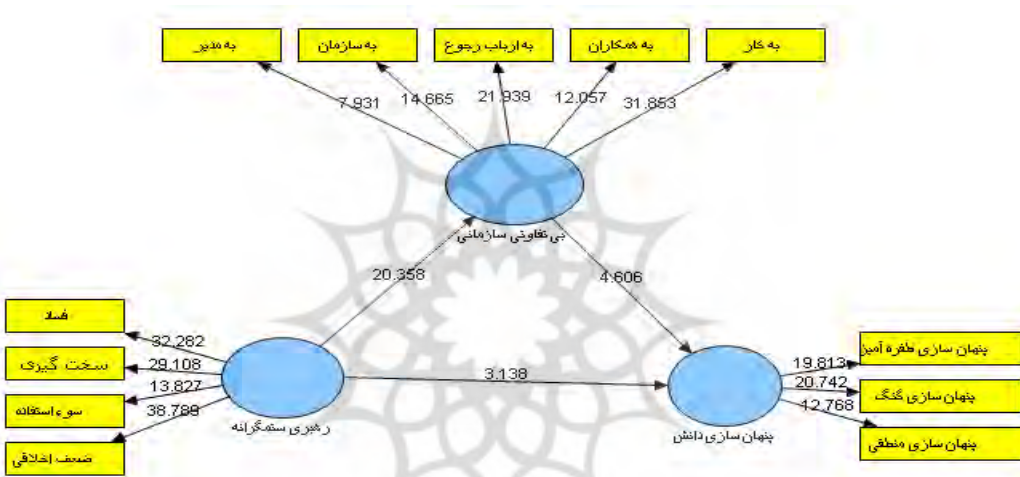 به مدیر
به سازمان
به ارباب رجوع
به همکاران
به کار
7.931
14.665
21.939
12.057
31.853
بی تفاوتی سازمانی
20.358
4.606
فساد
سخت گیری
سوء استفاده
ضعف اخلاقی
32.282
29.108
13.827
38.789
رهبری ستمگرانه
3.138
پنهان سازی دانش
19.813
20.742
12.768
پنهان سازی طفره آمیز
پنهان سازی گنگ
پنهان سازی منطقی